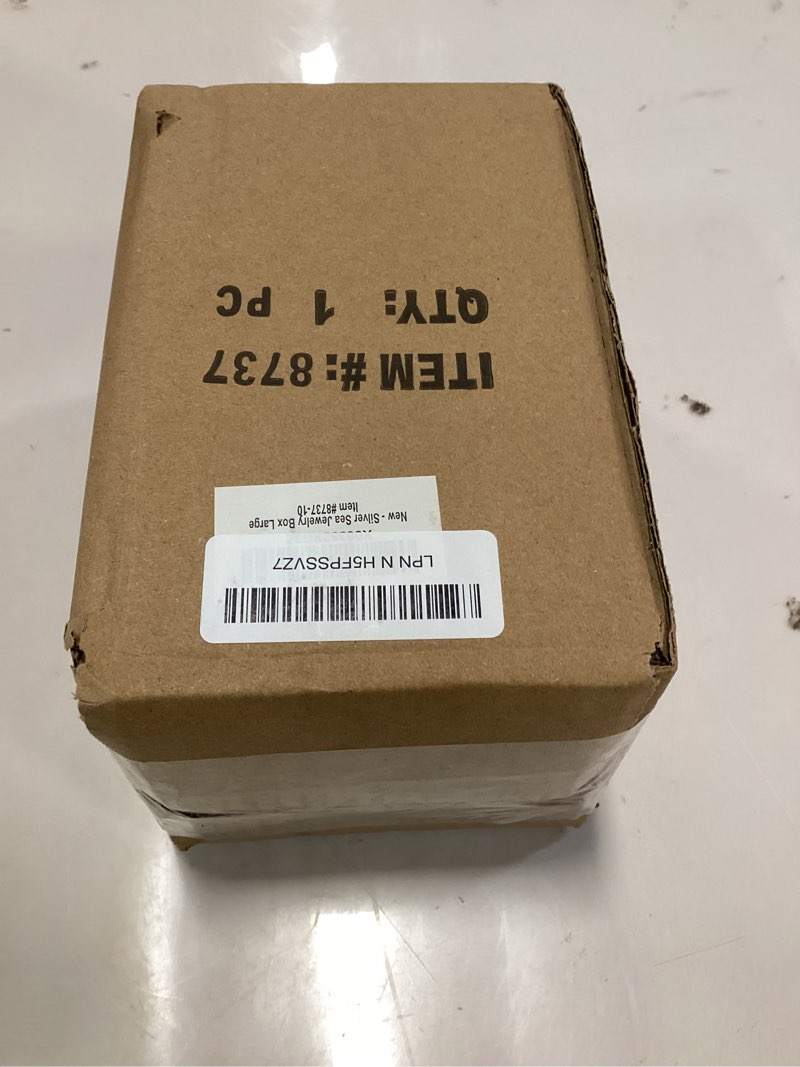 ITEM #: 8737
QTY: 1 PC
LPN N H5FPSSVZ7
New - Silver Sea Jewelry Box Large
Item #8737-10